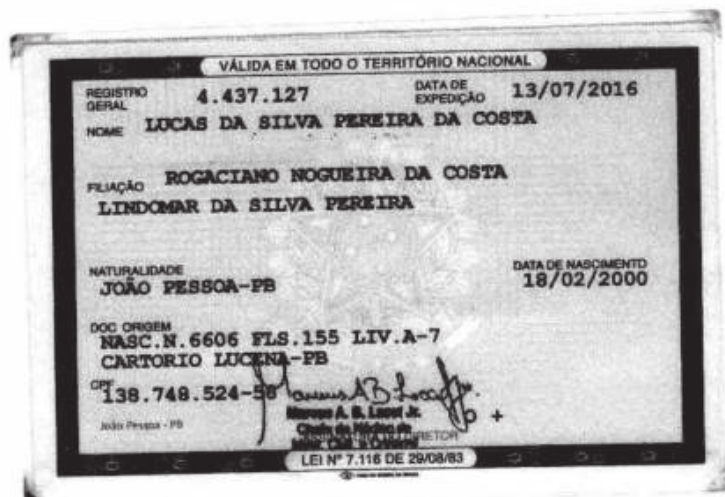 VÁLIDA EM TODO O TERRITÓRIO NACIONAL
REGISTRO GERAL 4.437.127 DATA DE EXPEDIÇÃO 13/07/2016
NOME LUCAS DA SILVA PEREIRA DA COSTA
FILIAÇÃO ROGACIANO NOGUEIRA DA COSTA
LINDOMAR DA SILVA PEREIRA
NATURALIDADE DATA DE NASCIMENTO
JOÃO PESSOA-PB 18/02/2000
DOC ORIGEM
NASC.N.6606 FLS.155 LIV.A-7
CARTORIO LUCENA-PB
CPF 138.748.524-58
Marcos A. B. Lacet Jr.
João Pessoa - PB
O +
LEI Nº 7.116 DE 29/08/83